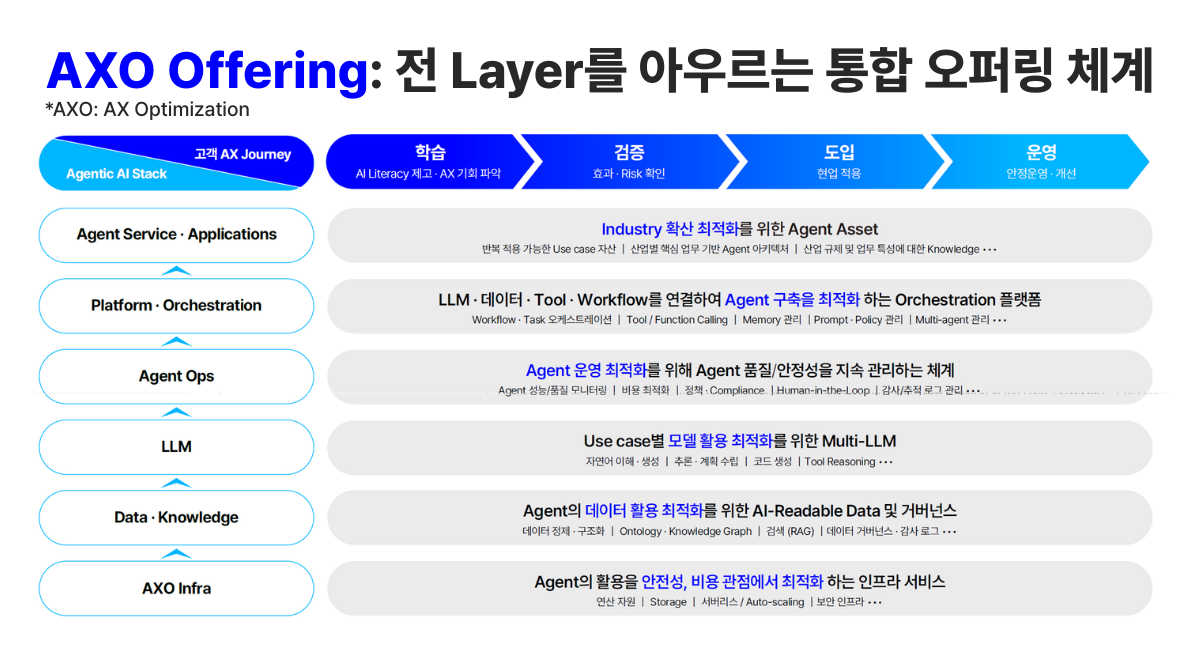 AXO Offering: 전 Layer를 아우르는 통합 오퍼링 체계
*AXO: AX Optimization
고객 AX Journey
Agentic AI Stack
학습
AI Literacy 제고 · AX 기회 파악
검증
효과 · Risk 확인
도입
현업 적용
운영
안정운영 · 개선
Agent Service · Applications
Industry 확산 최적화를 위한 Agent Asset
반복 적용 가능한 Use case 자산 | 산업별 핵심 업무 기반 Agent 아키텍처 | 산업 규제 및 업무 특성에 대한 Knowledge ···
Platform · Orchestration
LLM · 데이터 · Tool · Workflow를 연결하여 Agent 구축을 최적화 하는 Orchestration 플랫폼
Workflow · Task 오케스트레이션 | Tool / Function Calling | Memory 관리 | Prompt · Policy 관리 | Multi-agent 관리 ···
Agent Ops
Agent 운영 최적화를 위해 Agent 품질/안정성을 지속 관리하는 체계
Agent 성능/품질 모니터링 | 비용 최적화 | 정책 · Compliance | Human-in-the-Loop | 감사/추적 로그 관리 ···
LLM
Use case별 모델 활용 최적화를 위한 Multi-LLM
자연어 이해 · 생성 | 추론 · 계획 수립 | 코드 생성 | Tool Reasoning ···
Data · Knowledge
Agent의 데이터 활용 최적화를 위한 AI-Readable Data 및 거버넌스
데이터 정제 · 구조화 | Ontology · Knowledge Graph | 검색 (RAG) | 데이터 거버넌스 · 감사 로그 ···
AXO Infra
Agent의 활용을 안전성, 비용 관점에서 최적화 하는 인프라 서비스
연산 자원 | Storage | 서버리스 / Auto-scaling | 보안 인프라 ···